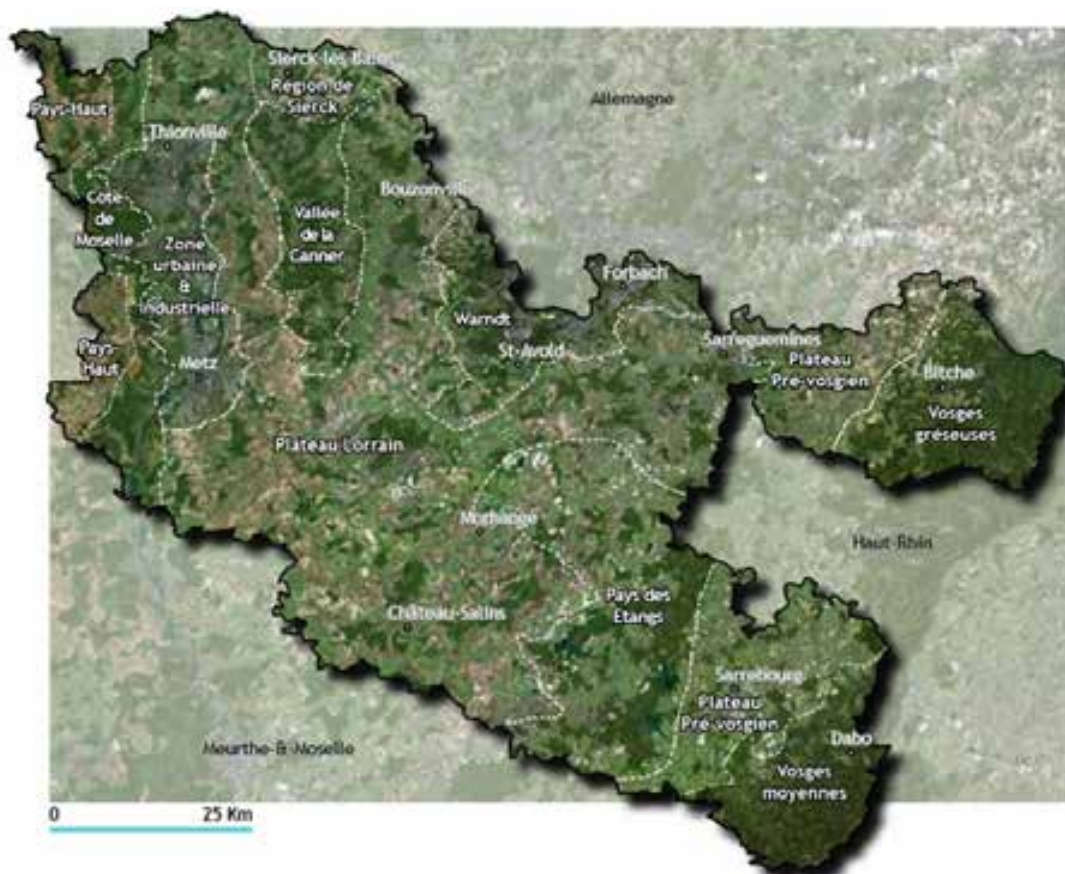 Sierck les Bains
Région de
Sierck
Pays-Haut
Allemagne
Thionville
Bouzonville
Côte
de
Moselle
Vallée
de la
Canner
Zone
urbaine
&
Industrielle
Forbach
Warndt
St-Avold
Sarreguemines
Plateau
Pré-vosgien
Bitche
Pays-
Haut
Metz
Vosges
gréseuses
Plateau Lorrain
Morhange
Haut-Rhin
Pays des
Etangs
Château-Salins
Sarrebourg
Plateau
Pré-vosgien
Dabo
Meurthe-&-Moselle
Vosges
moyennes
0 25 Km